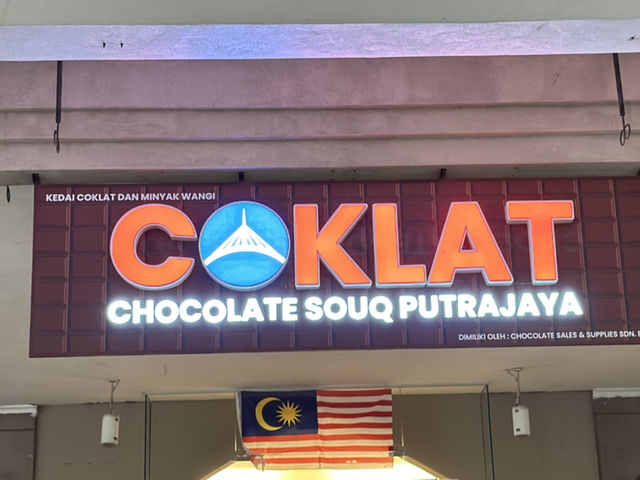 KEDAI COKLAT DAN MINYAK WANGI
COKLAT
CHOCOLATE SOUQ PUTRAJAYA
DIMILIKI OLEH : CHOCOLATE SALES & SUPPLIES SDN.